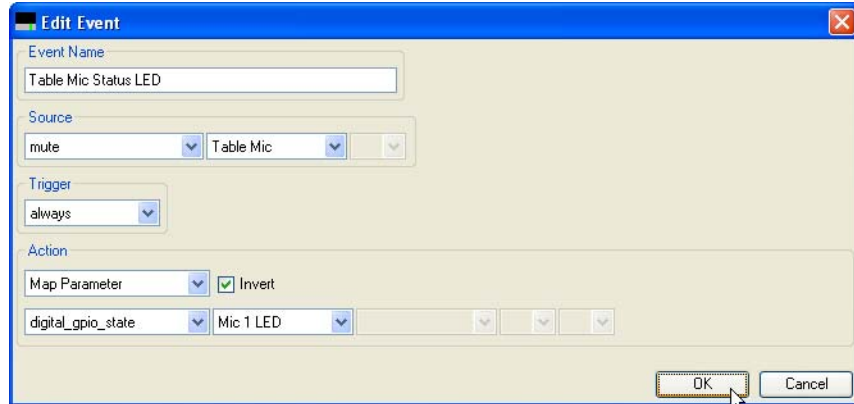 Edit Event
Event Name
Table Mic Status LED
Source
mute Table Mic
Trigger
always
Action
Map Parameter Invert
digital_gpio_state Mic 1 LED
OK Cancel